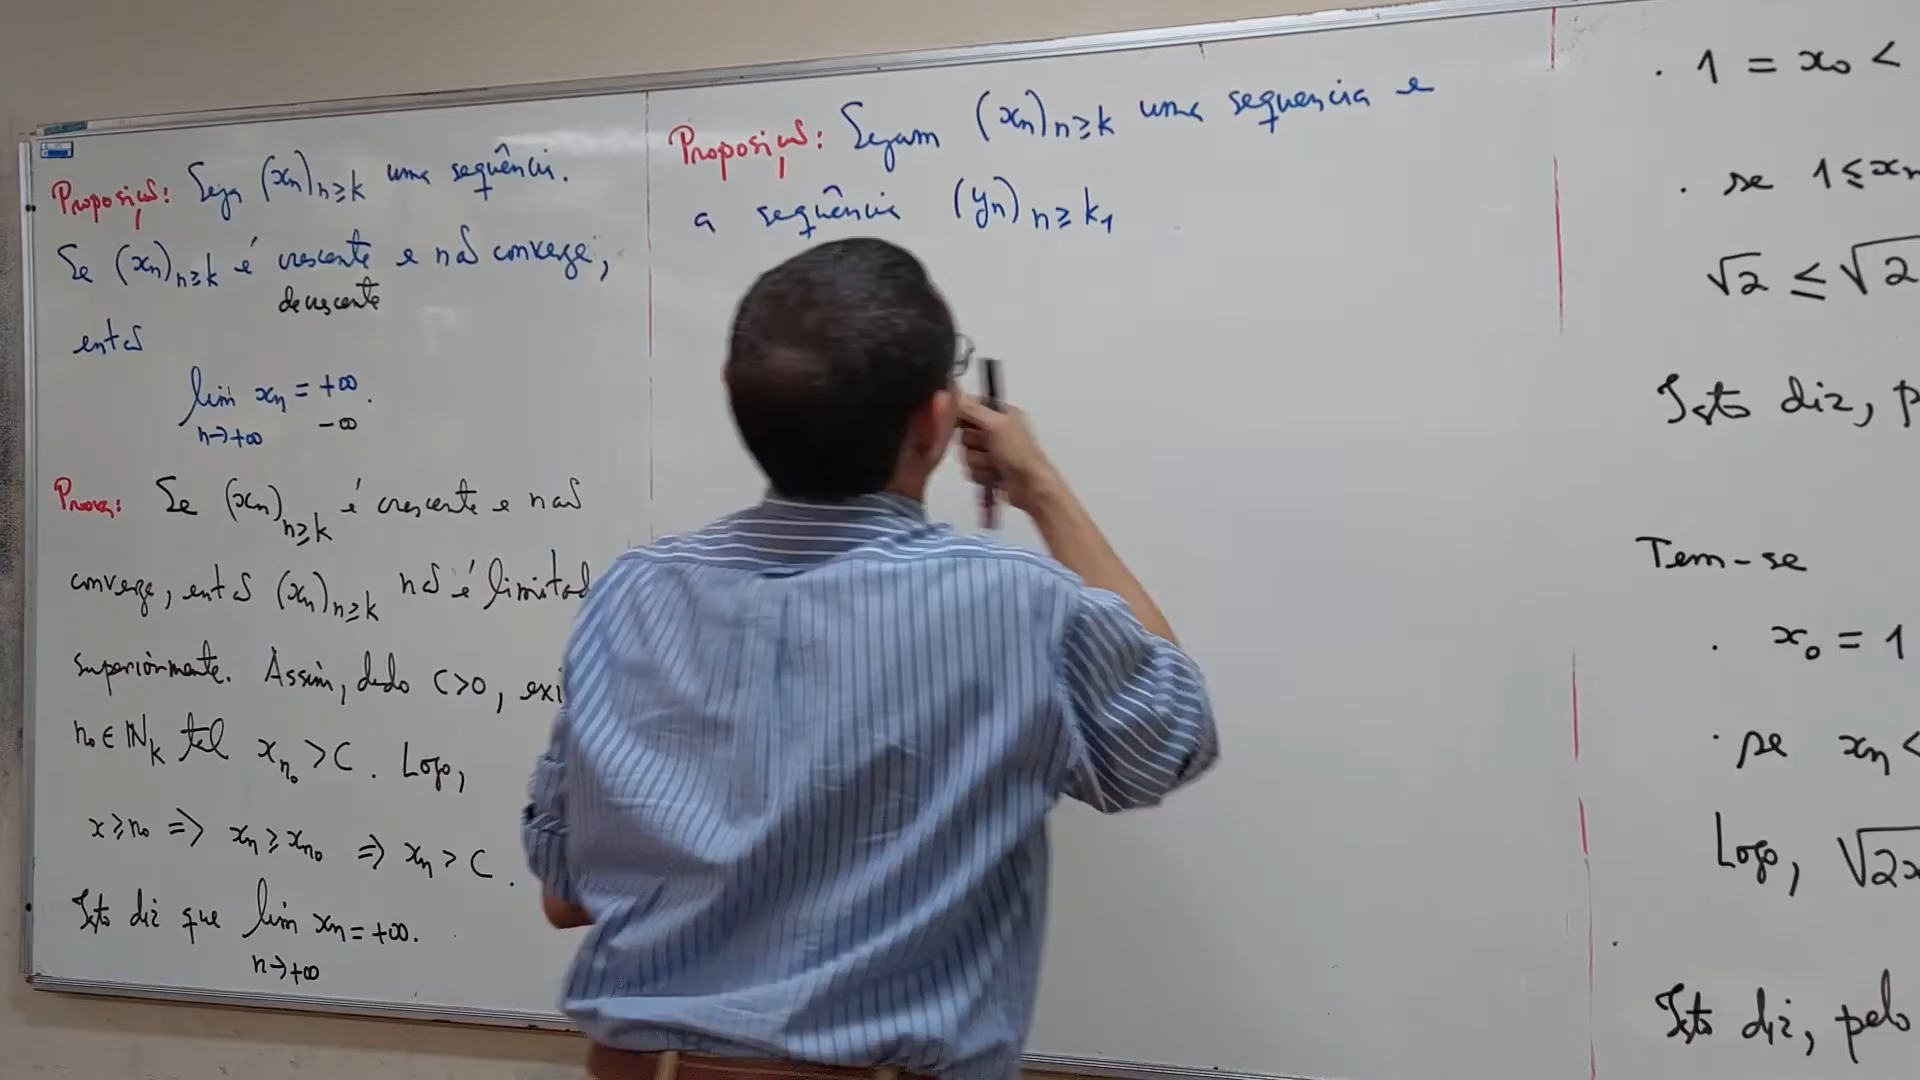 Proposição: Seja (xn)n≥k uma sequência.
Se (xn)n≥k é crescente e não converge,
decrescente
então
lim xn = +∞.
n→+∞ -∞
Prova: Se (xn)n≥k é crescente e não
converge, então (xn)n≥k não é limitad
superiormente. Assim, dado C>0, exi
n₀ ∈ ℕk tal xn₀ > C. Logo,
x≥n₀ ⇒ xn ≥ xn₀ ⇒ xn > C.
Isto diz que lim xn = +∞.
n→+∞
Proposição: Sejam (xn)n≥k uma sequencia e
a sequência (yn)n≥k₁
. 1 = x₀ <
. se 1 ≤ xn
√2 ≤ √2
Isto diz, p
Tem-se
. x₀ = 1
. se xn <
Logo, √2x
Isto diz, pelo